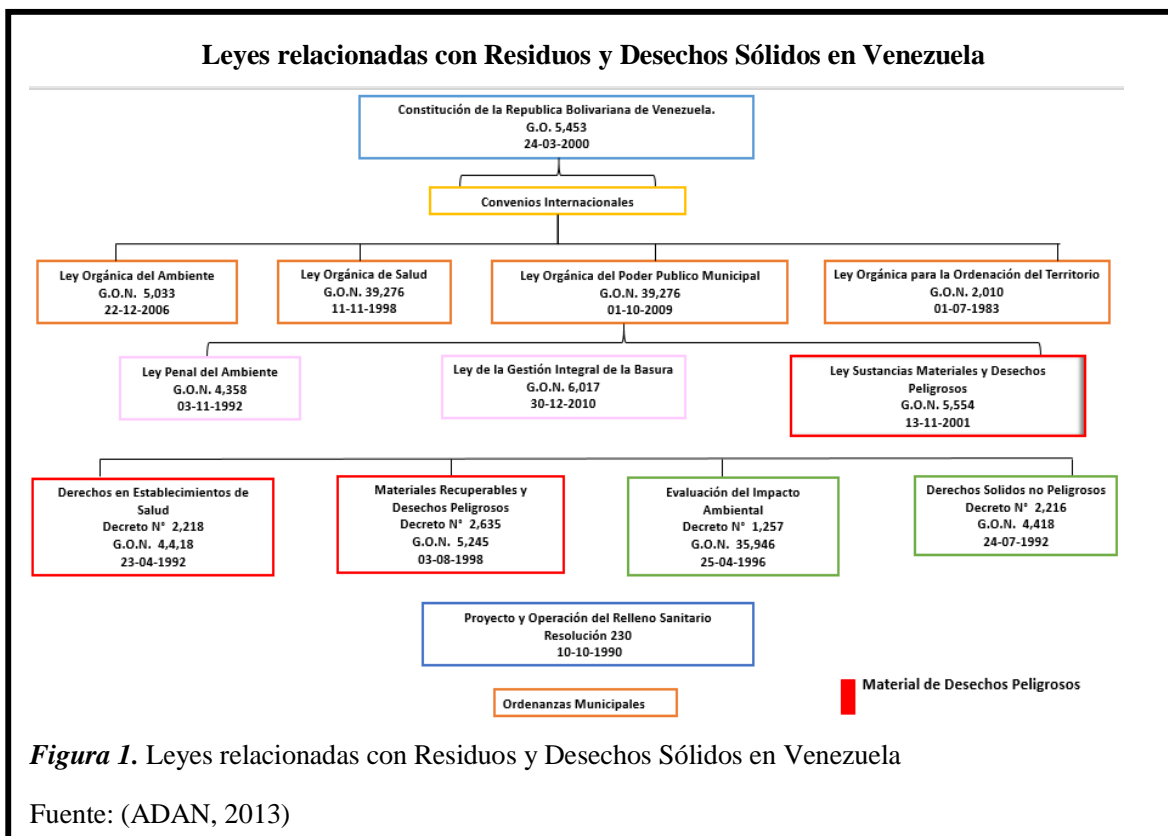 Leyes relacionadas con Residuos y Desechos Sólidos en Venezuela
Constitución de la Republica Bolivariana de Venezuela.
G.O. 5,453
24-03-2000
Convenios Internacionales
Ley Orgánica del Ambiente
G.O.N. 5,033
22-12-2006
Ley Orgánica de Salud
G.O.N. 39,276
11-11-1998
Ley Orgánica del Poder Publico Municipal
G.O.N. 39,276
01-10-2009
Ley Orgánica para la Ordenación del Territorio
G.O.N. 2,010
01-07-1983
Ley Penal del Ambiente
G.O.N. 4,358
03-11-1992
Ley de la Gestión Integral de la Basura
G.O.N. 6,017
30-12-2010
Ley Sustancias Materiales y Desechos
Peligrosos
G.O.N. 5,554
13-11-2001
Derechos en Establecimientos de
Salud
Decreto N° 2,218
G.O.N. 4,4,18
23-04-1992
Materiales Recuperables y
Desechos Peligrosos
Decreto N° 2,635
G.O.N. 5,245
03-08-1998
Evaluación del Impacto
Ambiental
Decreto N° 1,257
G.O.N. 35,946
25-04-1996
Derechos Solidos no Peligrosos
Decreto N° 2,216
G.O.N. 4,418
24-07-1992
Proyecto y Operación del Relleno Sanitario
Resolución 230
10-10-1990
Material de Desechos Peligrosos
Ordenanzas Municipales
Figura 1. Leyes relacionadas con Residuos y Desechos Sólidos en Venezuela
Fuente: (ADAN, 2013)